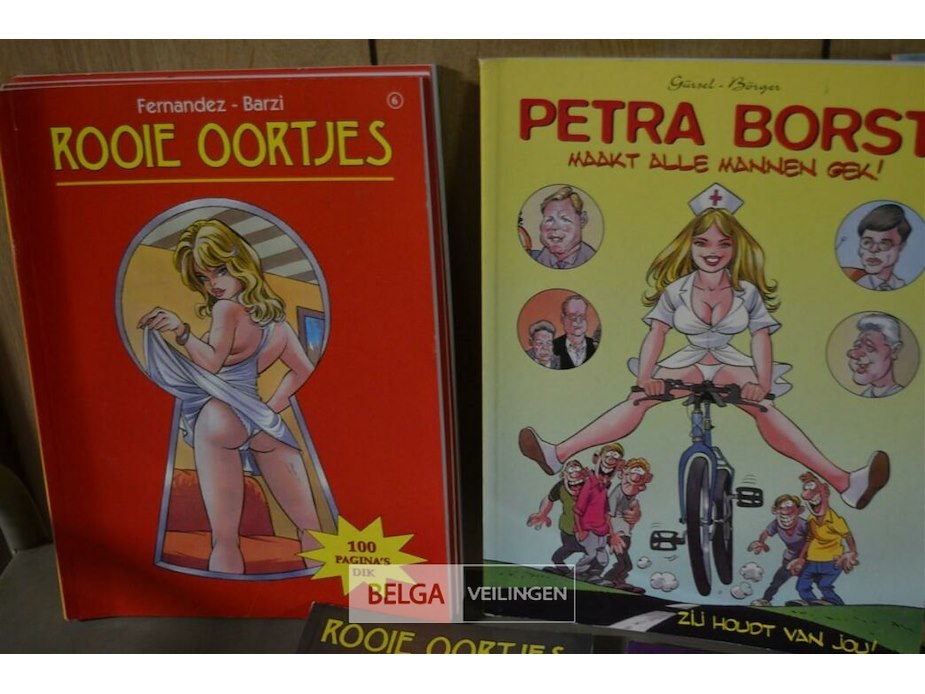 Fernandez - Barzi
6
ROOIE OORTJES
100
PAGINA'S
DIK
Gürsel - Börger
PETRA BORST
MAAKT ALLE MANNEN GEK!
ZIJ HOUDT VAN JOU!
BELGA VEILINGEN
ROOIE OORTJES